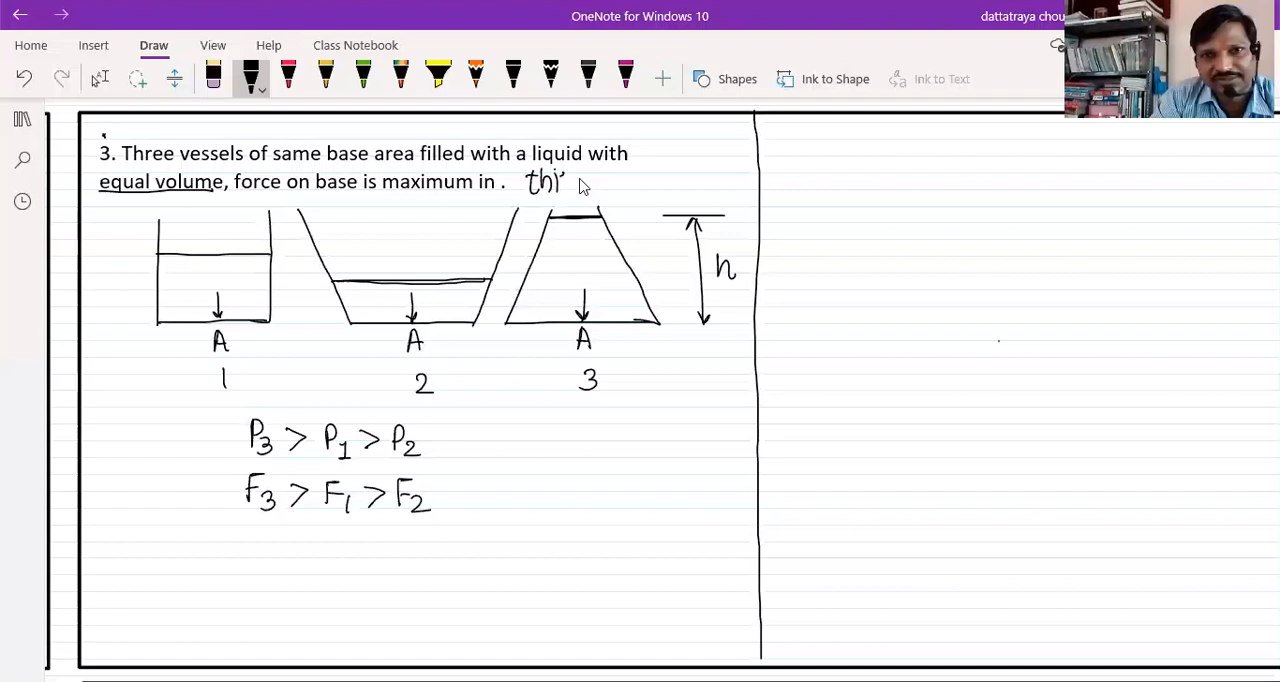 OneNote for Windows 10
dattatraya chou
Home Insert Draw View Help Class Notebook
Shapes Ink to Shape Ink to Text
3. Three vessels of same base area filled with a liquid with
equal volume, force on base is maximum in . thi
h
A A A
1 2 3
P3 > P1 > P2
F3 > F1 > F2